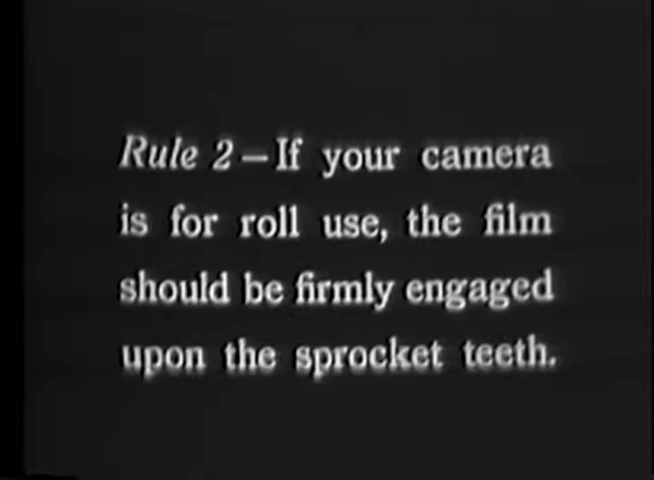 Rule 2—If your camera
is for roll use, the film
should be firmly engaged
upon the sprocket teeth.